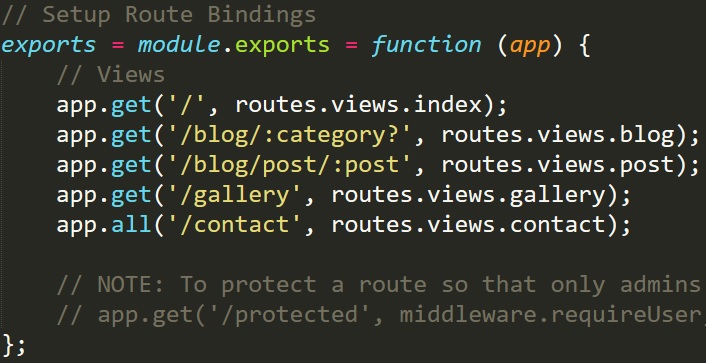 // Setup Route Bindings
exports = module.exports = function (app) {
    // Views
    app.get('/', routes.views.index);
    app.get('/blog/:category?', routes.views.blog);
    app.get('/blog/post/:post', routes.views.post);
    app.get('/gallery', routes.views.gallery);
    app.all('/contact', routes.views.contact);

    // NOTE: To protect a route so that only admins
    // app.get('/protected', middleware.requireUser,
};